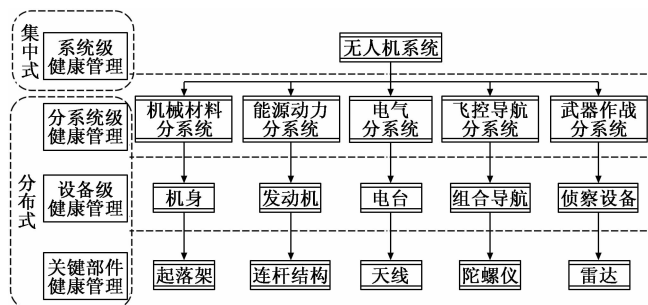 集中式
系统级
健康管理
无人机系统
分布式
分系统级
健康管理
机械材料
分系统
能源动力
分系统
电气
分系统
飞控导航
分系统
武器作战
分系统
设备级
健康管理
机身
发动机
电台
组合导航
侦察设备
关键部件
健康管理
起落架
连杆结构
天线
陀螺仪
雷达